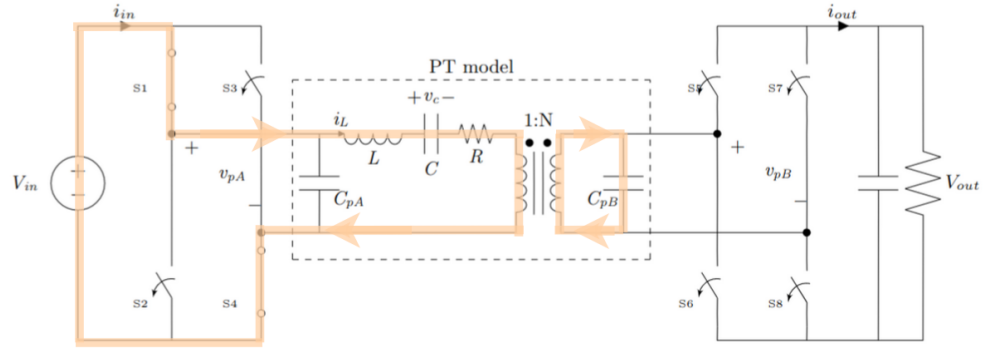 i_in
i_out
PT model
+v_c−
S1
S3
S5
S7
i_L
1:N
+
L
C
R
+
V_in
v_pA
C_pA
C_pB
v_pB
V_out
S2
S4
S6
S8